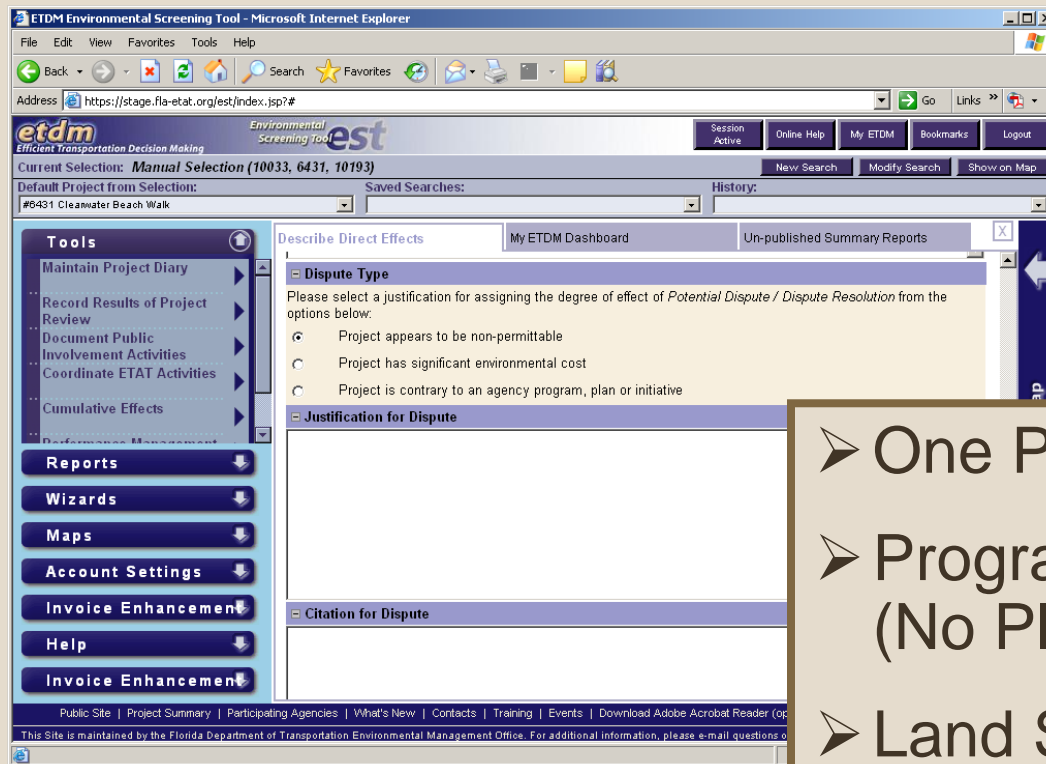 ETDM Environmental Screening Tool - Microsoft Internet Explorer
File Edit View Favorites Tools Help
Back Search Favorites
Address https://stage.fla-etat.org/est/index.jsp?# Go Links »
etdm Environmental Screening Tool est
Efficient Transportation Decision Making
Session Active Online Help My ETDM Bookmarks Logout
Current Selection: Manual Selection (10033, 6431, 10193) New Search Modify Search Show on Map
Default Project from Selection: Saved Searches: History:
#6431 Clearwater Beach Walk
Tools
Maintain Project Diary
Record Results of Project Review
Document Public Involvement Activities
Coordinate ETAT Activities
Cumulative Effects
Performance Management
Reports
Wizards
Maps
Account Settings
Invoice Enhancemen
Help
Invoice Enhancemen
Describe Direct Effects My ETDM Dashboard Un-published Summary Reports X
Dispute Type
Please select a justification for assigning the degree of effect of Potential Dispute / Dispute Resolution from the
options below:
Project appears to be non-permittable
Project has significant environmental cost
Project is contrary to an agency program, plan or initiative
Justification for Dispute
Citation for Dispute
Public Site | Project Summary | Participating Agencies | What's New | Contacts | Training | Events | Download Adobe Acrobat Reader (op
This Site is maintained by the Florida Department of Transportation Environmental Management Office. For additional information, please e-mail questions o
➢ One P
➢ Progra
(No P
➢ Land S